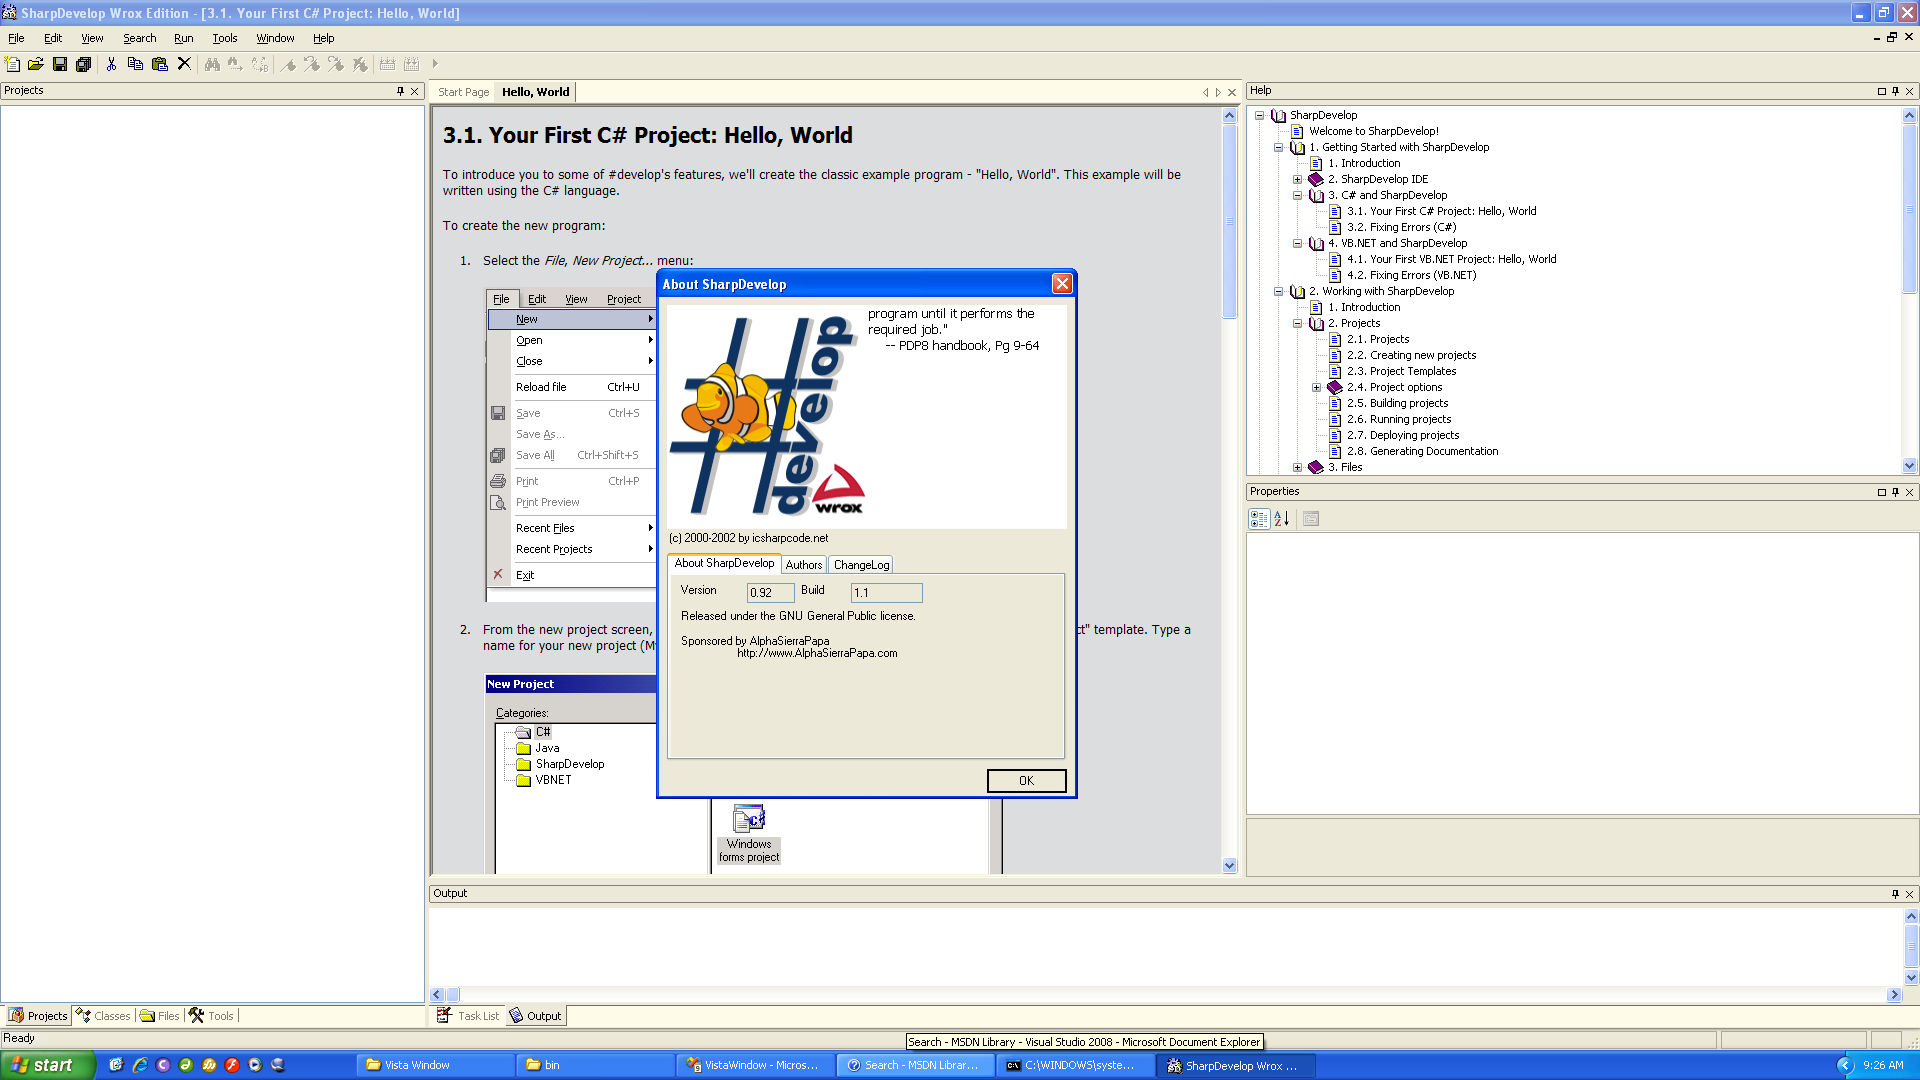 SharpDevelop Wrox Edition - [3.1. Your First C# Project: Hello, World]
File Edit View Search Run Tools Window Help
Projects
Start Page Hello, World
3.1. Your First C# Project: Hello, World
To introduce you to some of #develop's features, we'll create the classic example program - "Hello, World". This example will be
written using the C# language.
To create the new program:
1. Select the File, New Project... menu:
File Edit View Project
New
Open
Close
Reload file Ctrl+U
Save Ctrl+S
Save As...
Save All Ctrl+Shift+S
Print Ctrl+P
Print Preview
Recent Files
Recent Projects
Exit
2. From the new project screen,
ct" template. Type a
name for your new project (M
New Project
Categories:
C#
Java
SharpDevelop
VBNET
Windows
forms project
About SharpDevelop
program until it performs the
required job."
-- PDP8 handbook, Pg 9-64
develop
wrox
(c) 2000-2002 by icsharpcode.net
About SharpDevelop Authors ChangeLog
Version 0.92 Build 1.1
Released under the GNU General Public license.
Sponsored by AlphaSierraPapa
http://www.AlphaSierraPapa.com
OK
Help
SharpDevelop
Welcome to SharpDevelop!
1. Getting Started with SharpDevelop
1. Introduction
2. SharpDevelop IDE
3. C# and SharpDevelop
3.1. Your First C# Project: Hello, World
3.2. Fixing Errors (C#)
4. VB.NET and SharpDevelop
4.1. Your First VB.NET Project: Hello, World
4.2. Fixing Errors (VB.NET)
2. Working with SharpDevelop
1. Introduction
2. Projects
2.1. Projects
2.2. Creating new projects
2.3. Project Templates
2.4. Project options
2.5. Building projects
2.6. Running projects
2.7. Deploying projects
2.8. Generating Documentation
3. Files
Properties
Output
Projects Classes Files Tools
Task List Output
Ready
Search - MSDN Library - Visual Studio 2008 - Microsoft Document Explorer
start
Vista Window
bin
VistaWindow - Micros...
Search - MSDN Librar...
C:\WINDOWS\syste...
SharpDevelop Wrox ...
9:26 AM